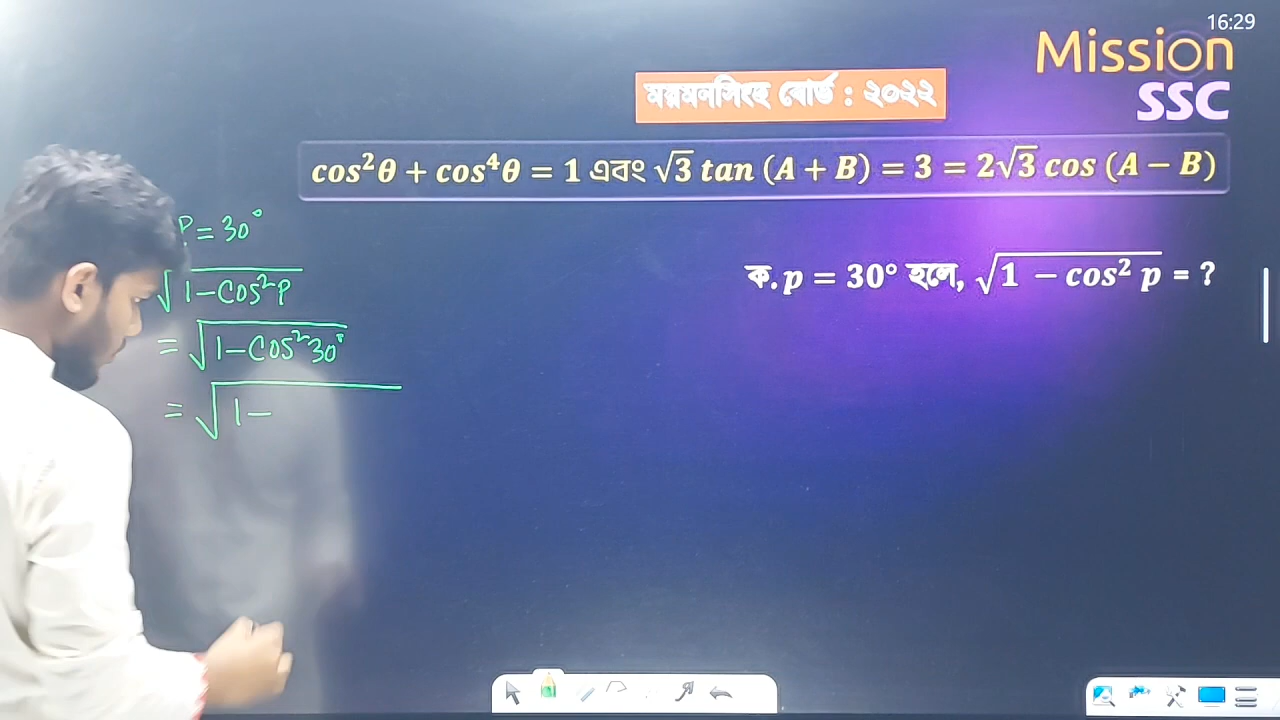 16:29
Mission
SSC
ময়মনসিংহ বোর্ড : ২০২২
cos²θ + cos⁴θ = 1 এবং √3 tan (A + B) = 3 = 2√3 cos (A − B)
ক. p = 30° হলে, √(1 − cos² p) = ?
P = 30°
√(1−Cos²P)
= √(1−Cos²30°)
= √(1−